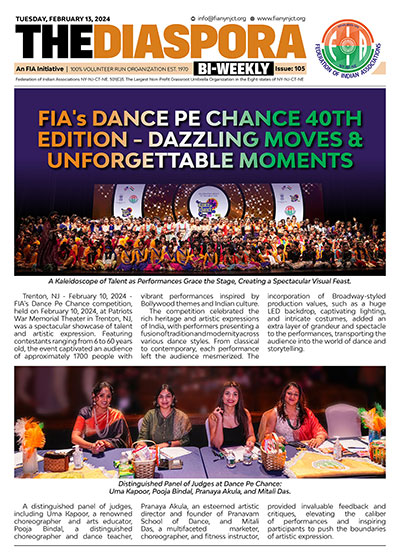 TUESDAY, FEBRUARY 13, 2024
info@fianynjct.org www.fianynjct.org
THEDIASPORA
An FIA Initiative | 100% VOLUNTEER RUN ORGANIZATION EST. 1970
BI-WEEKLY Issue: 105
Federation of Indian Associations NY-NJ-CT-NE. 501(C)3: The Largest Non Profit Diasporat Umbrella Organization in the Eight states of NY-NJ-CT-NE
FIA
FEDERATION OF INDIAN ASSOCIATIONS
FIA's DANCE PE CHANCE 40TH
EDITION - DAZZLING MOVES &
UNFORGETTABLE MOMENTS
A Kaleidoscope of Talent as Performances Grace the Stage, Creating a Spectacular Visual Feast.
Trenton, NJ - February 10, 2024 -
FIA's Dance Pe Chance competition,
held on February 10, 2024, at Patriots
War Memorial Theater in Trenton, NJ,
was a spectacular showcase of talent
and artistic expression. Featuring
contestants ranging from 6 to 60 years
old, the event captivated an audience
of approximately 1700 people with
vibrant performances inspired by
Bollywood themes and Indian culture.
The competition celebrated the
rich heritage and artistic expressions
of India, with performers presenting a
fusion of tradition and modernity across
various dance styles. From classical
to contemporary, each performance
left the audience mesmerized. The
incorporation of Broadway-styled
production values, such as a huge
LED backdrop, captivating lighting,
and intricate costumes, added an
extra layer of grandeur and spectacle
to the performances, transporting the
audience into the world of dance and
storytelling.
Distinguished Panel of Judges at Dance Pe Chance:
Uma Kapoor, Pooja Bindal, Pranaya Akula, and Mitali Das.
A distinguished panel of judges,
including Uma Kapoor, a renowned
choreographer and arts educator,
Pooja Bindal, a distinguished
choreographer and dance teacher,
Pranaya Akula, an esteemed artistic
director and founder of Pranavam
School of Dance, and Mitali
Das, a multifaceted marketer,
choreographer, and fitness instructor,
provided invaluable feedback and
critiques, elevating the caliber
of performances and inspiring
participants to push the boundaries
of artistic expression.